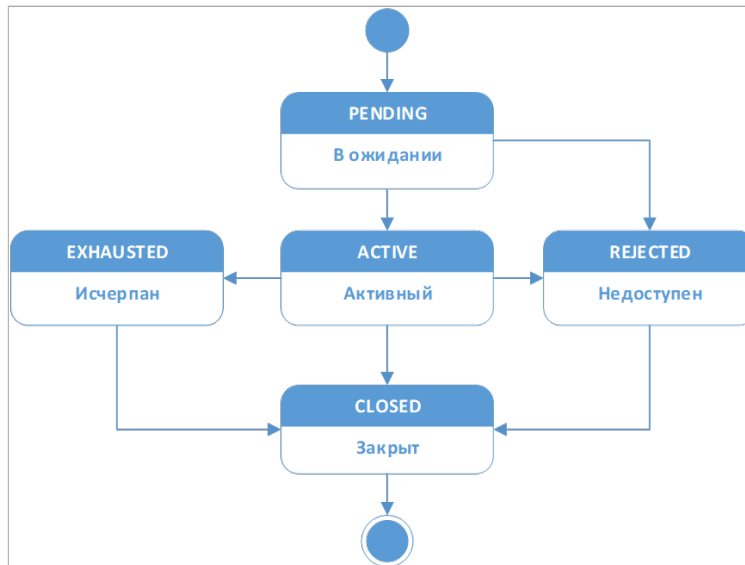 PENDING
В ожидании
EXHAUSTED
Исчерпан
ACTIVE
Активный
REJECTED
Недоступен
CLOSED
Закрыт